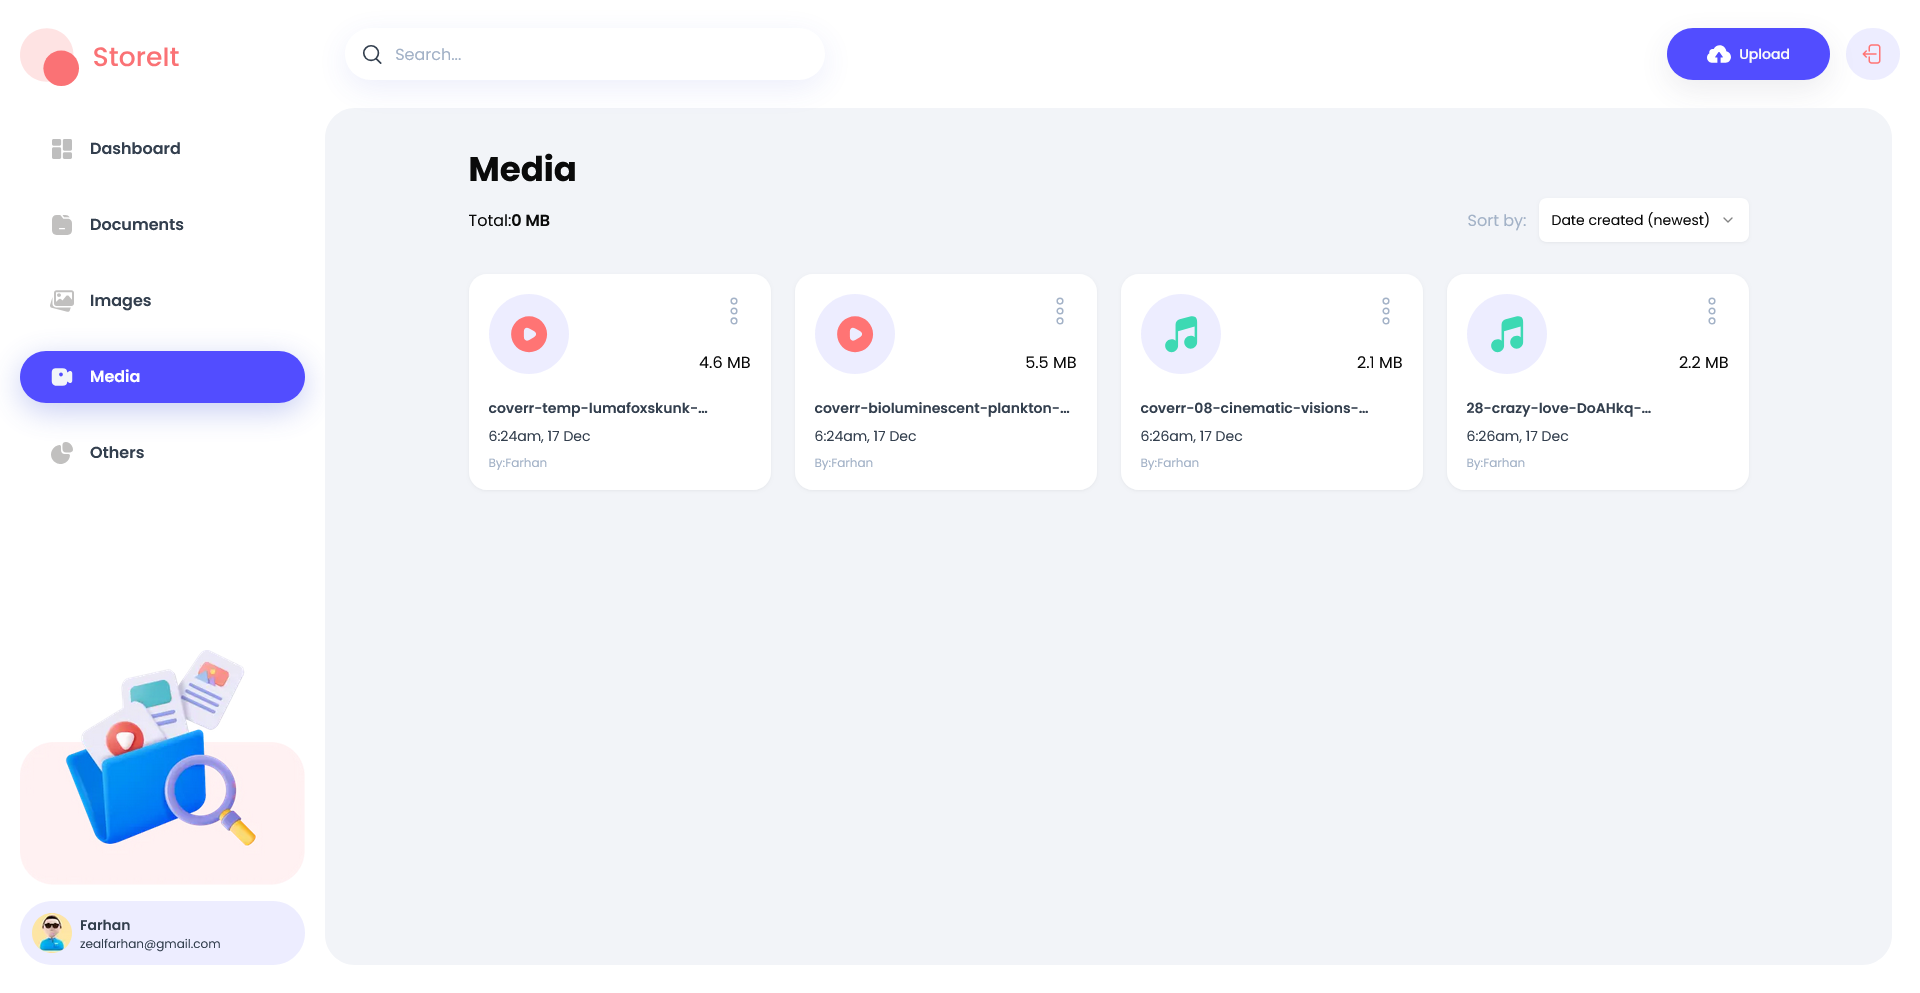 StoreIt
Search...
Upload
Dashboard
Documents
Images
Media
Others
Farhan
zealfarhan@gmail.com
Media
Total:0 MB
Sort by:
Date created (newest)
4.6 MB
coverr-temp-lumafoxskunk-...
6:24am, 17 Dec
By:Farhan
5.5 MB
coverr-bioluminescent-plankton-...
6:24am, 17 Dec
By:Farhan
2.1 MB
coverr-08-cinematic-visions-...
6:26am, 17 Dec
By:Farhan
2.2 MB
28-crazy-love-DoAHkq-...
6:26am, 17 Dec
By:Farhan